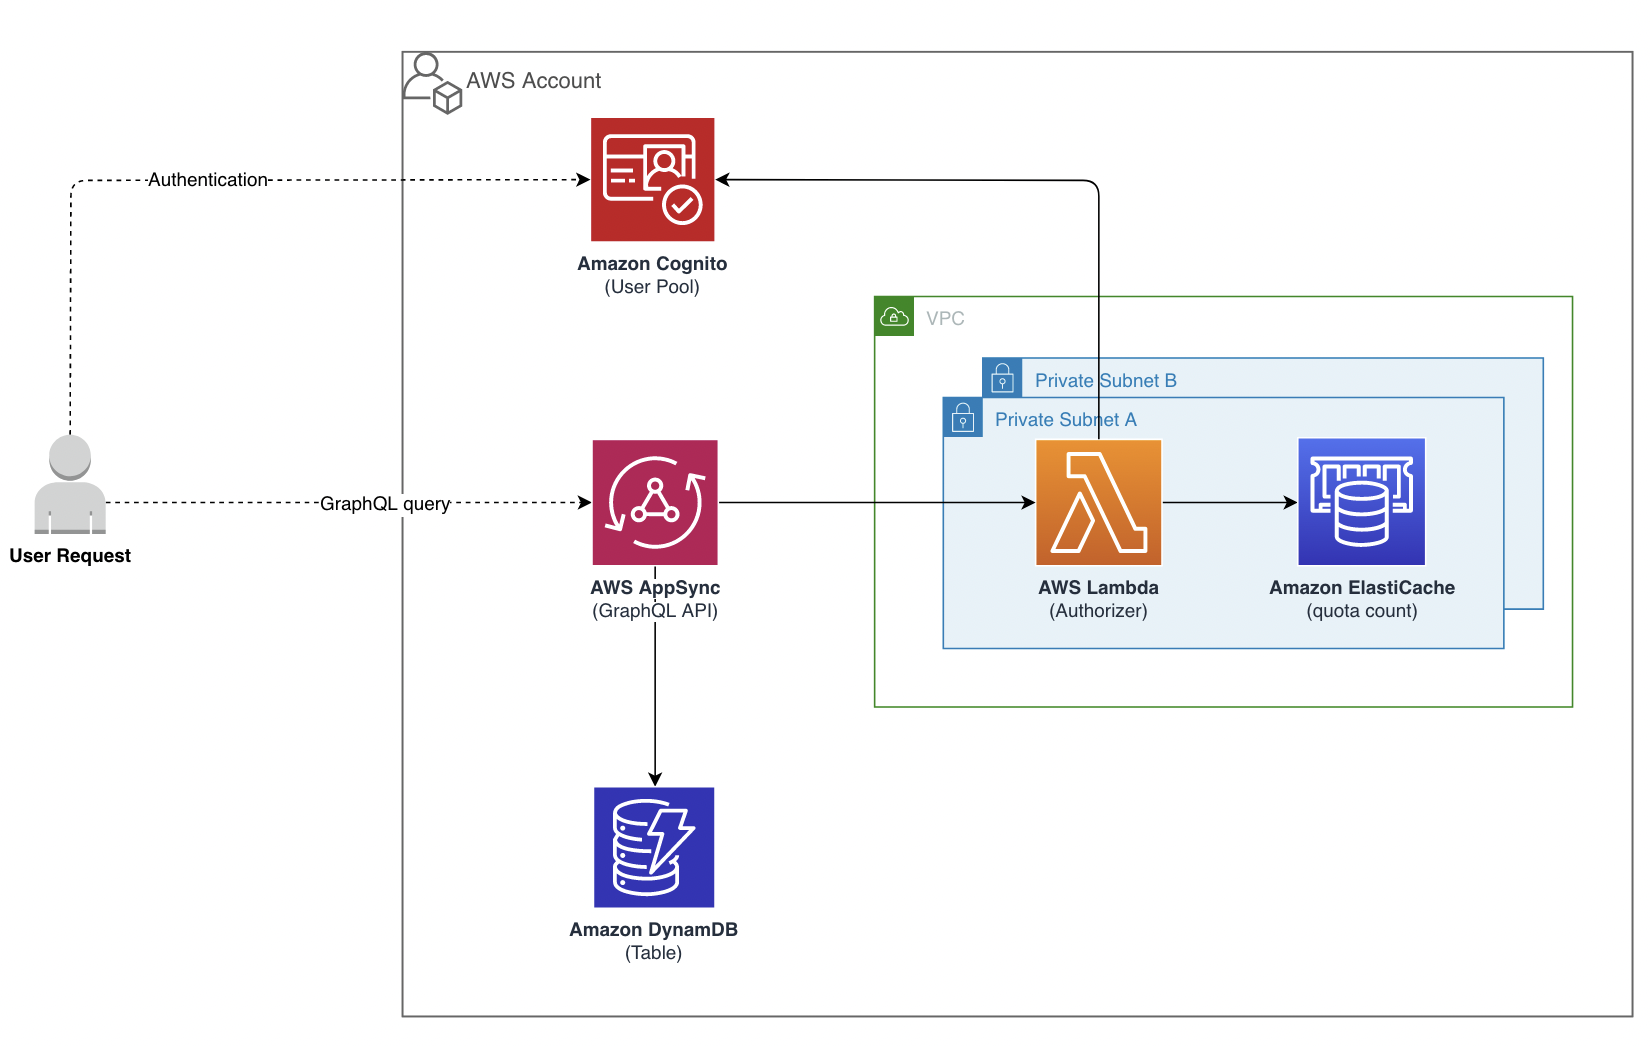 AWS Account
Authentication
Amazon Cognito
(User Pool)
VPC
Private Subnet B
Private Subnet A
GraphQL query
User Request
AWS AppSync
(GraphQL API)
AWS Lambda
(Authorizer)
Amazon ElastiCache
(quota count)
Amazon DynamDB
(Table)